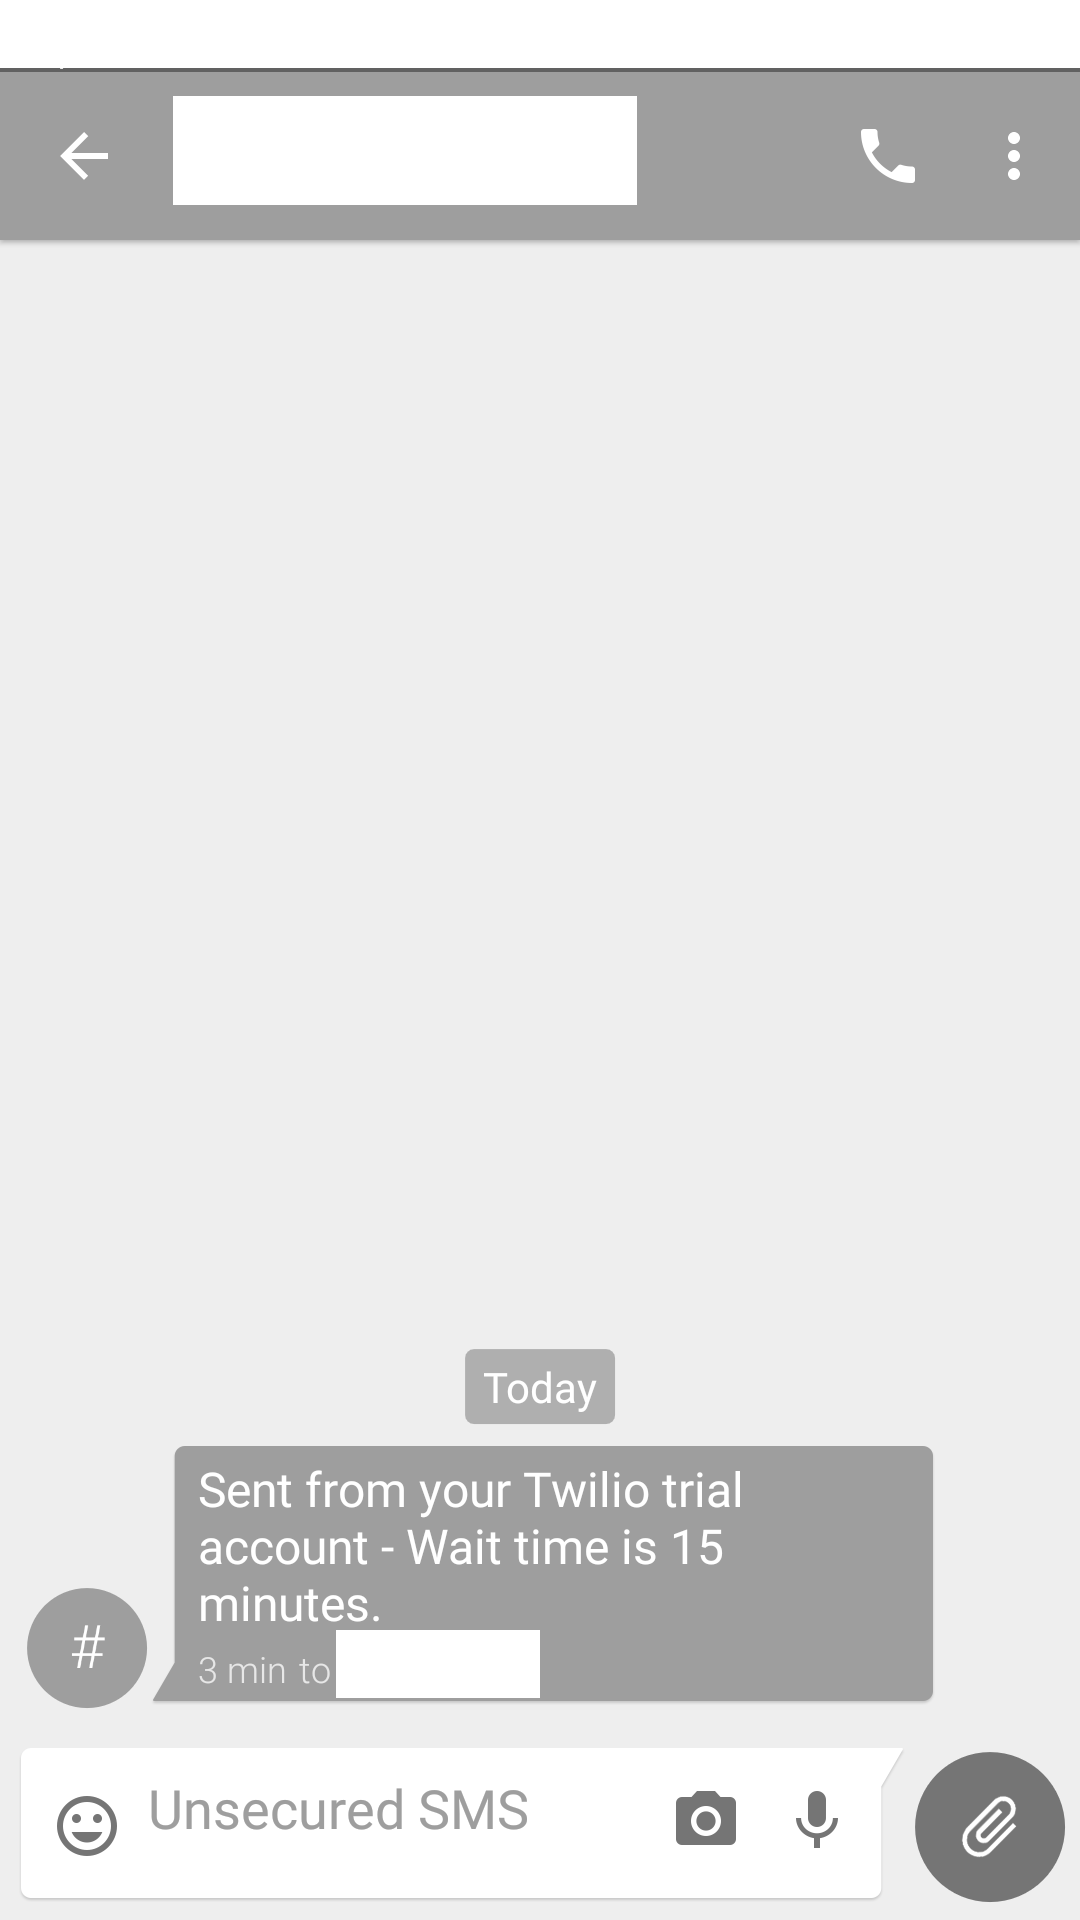 Today
Sent from your Twilio trial
account - Wait time is 15
minutes.
3 min to
#
Unsecured SMS